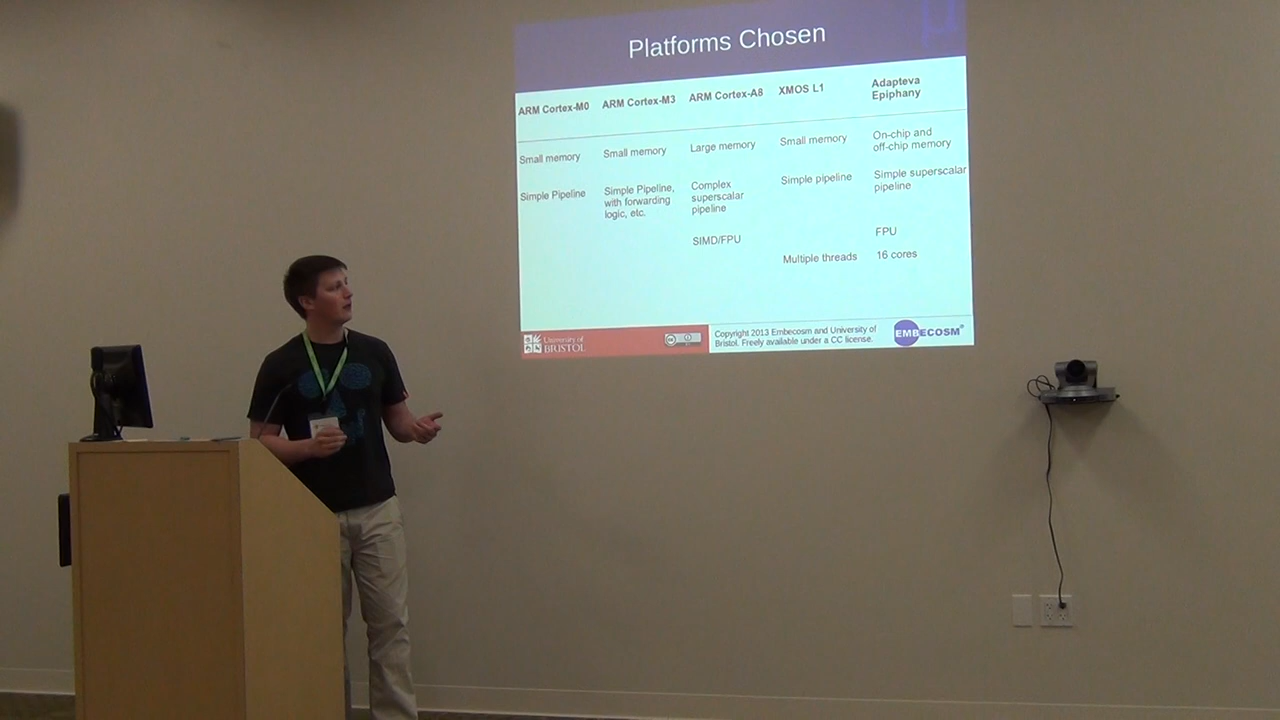 Platforms Chosen
ARM Cortex-M0
ARM Cortex-M3
ARM Cortex-A8
XMOS L1
Adapteva
Epiphany
Small memory
Small memory
Large memory
Small memory
On-chip and
off-chip memory
Simple Pipeline
Simple Pipeline,
with forwarding
logic, etc.
Complex
superscalar
pipeline
Simple pipeline
Simple superscalar
pipeline
SIMD/FPU
FPU
Multiple threads
16 cores
University of
BRISTOL
Copyright 2013 Embecosm and University of
Bristol. Freely available under a CC license.
EMBECOSM®